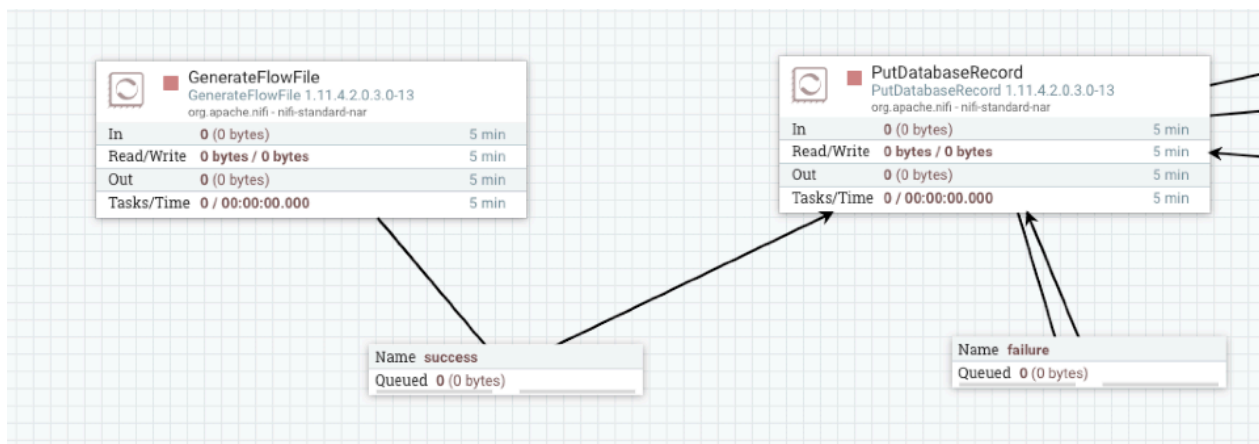 GenerateFlowFile
GenerateFlowFile 1.11.4.2.0.3.0-13
org.apache.nifi - nifi-standard-nar
In 0 (0 bytes) 5 min
Read/Write 0 bytes / 0 bytes 5 min
Out 0 (0 bytes) 5 min
Tasks/Time 0 / 00:00:00.000 5 min
PutDatabaseRecord
PutDatabaseRecord 1.11.4.2.0.3.0-13
org.apache.nifi - nifi-standard-nar
In 0 (0 bytes) 5 min
Read/Write 0 bytes / 0 bytes 5 min
Out 0 (0 bytes) 5 min
Tasks/Time 0 / 00:00:00.000 5 min
Name success
Queued 0 (0 bytes)
Name failure
Queued 0 (0 bytes)